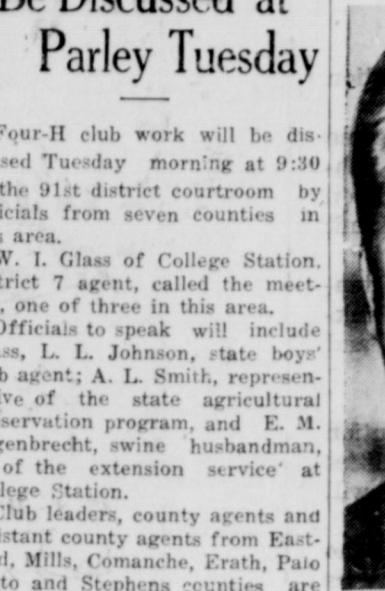 Be Discussed at
Parley Tuesday
Four-H club work will be dis-
sed Tuesday morning at 9:30
the 91st district courtroom by
icials from seven counties in
s area.
W. I. Glass of College Station,
trict 7 agent, called the meet-
, one of three in this area.
Officials to speak will include
ss, L. L. Johnson, state boys'
b agent; A. L. Smith, represen-
ive of the state agricultural
servation program, and E. M.
genbrecht, swine husbandman,
of the extension service' at
lege Station.
Club leaders, county agents and
istant county agents from East-
d, Mills, Comanche, Erath, Palo
to and Stephens counties are